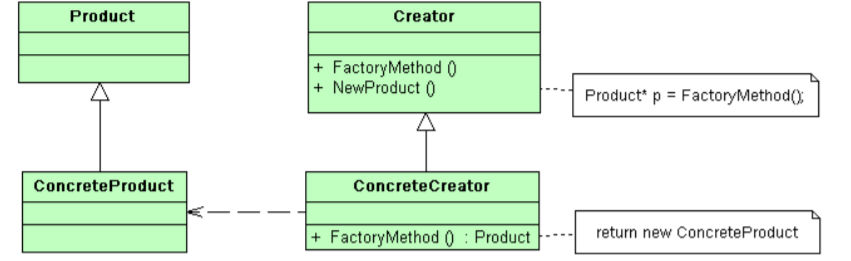 Product
Creator
+ FactoryMethod ()
+ NewProduct ()
Product* p = FactoryMethod();
ConcreteProduct
ConcreteCreator
+ FactoryMethod () : Product
return new ConcreteProduct